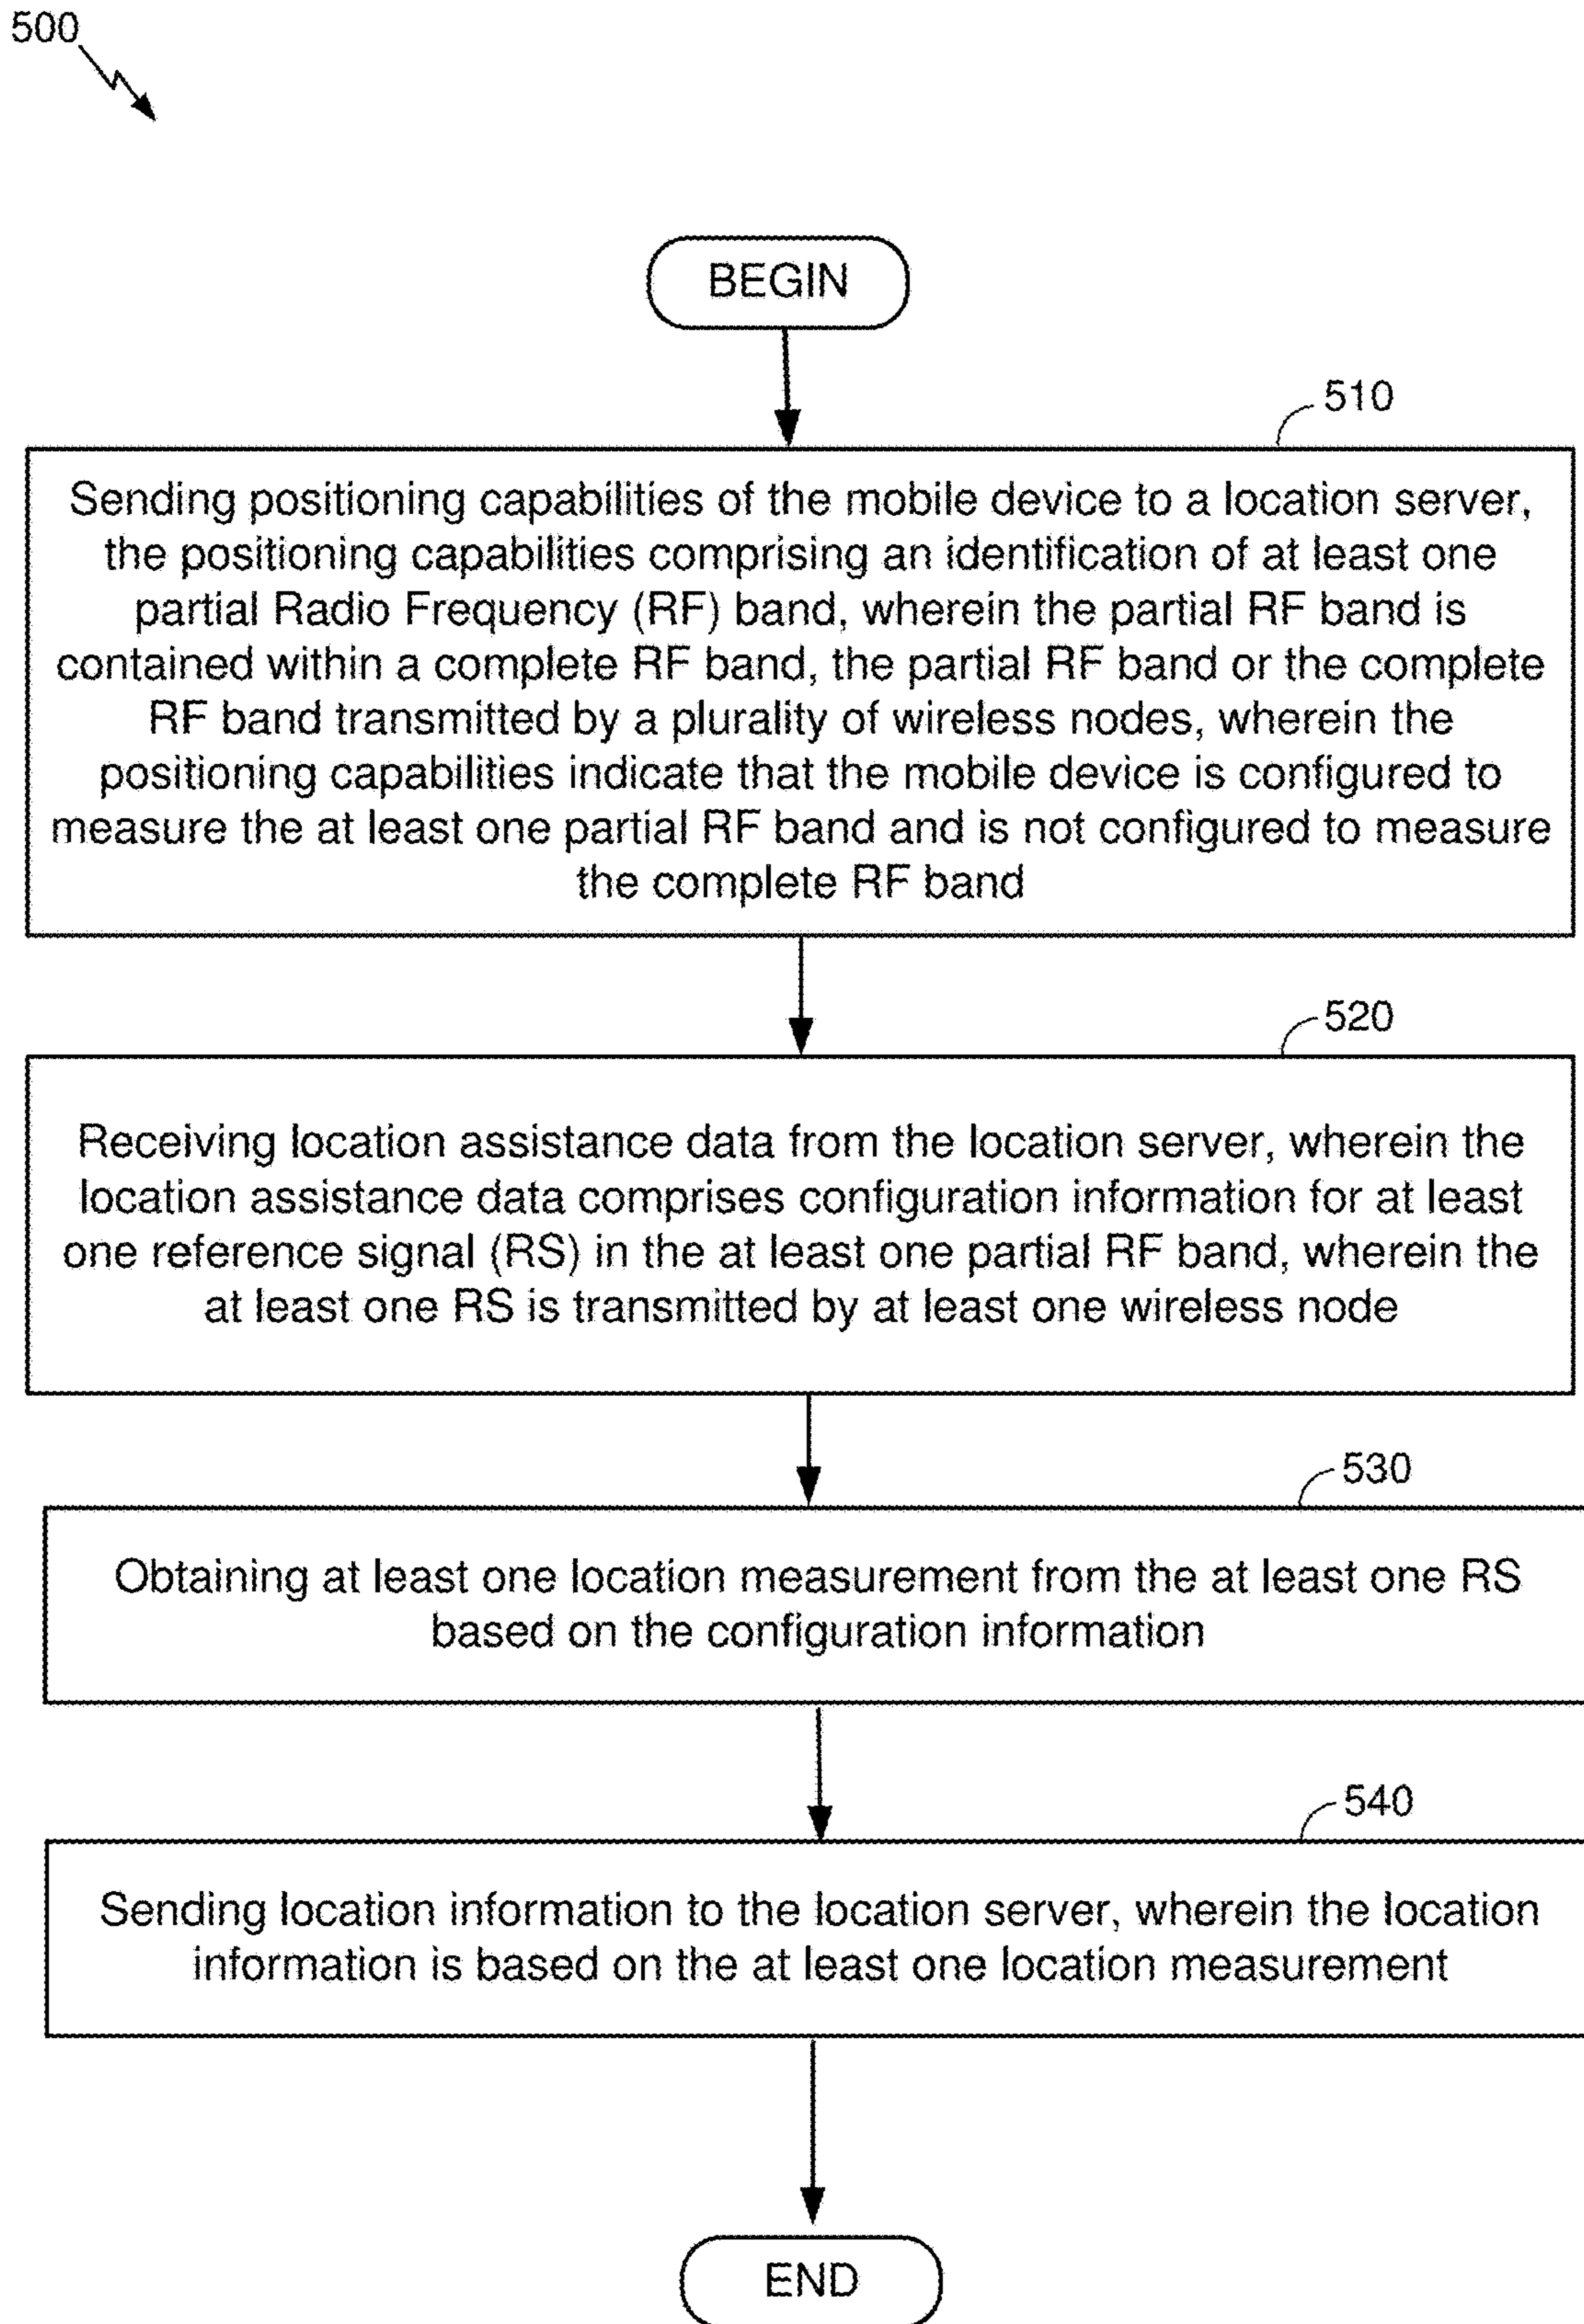 500
BEGIN
510
Sending positioning capabilities of the mobile device to a location server,
the positioning capabilities comprising an identification of at least one
partial Radio Frequency (RF) band, wherein the partial RF band is
contained within a complete RF band, the partial RF band or the complete
RF band transmitted by a plurality of wireless nodes, wherein the
positioning capabilities indicate that the mobile device is configured to
measure the at least one partial RF band and is not configured to measure
the complete RF band
520
Receiving location assistance data from the location server, wherein the
location assistance data comprises configuration information for at least
one reference signal (RS) in the at least one partial RF band, wherein the
at least one RS is transmitted by at least one wireless node
530
Obtaining at least one location measurement from the at least one RS
based on the configuration information
540
Sending location information to the location server, wherein the location
information is based on the at least one location measurement
END